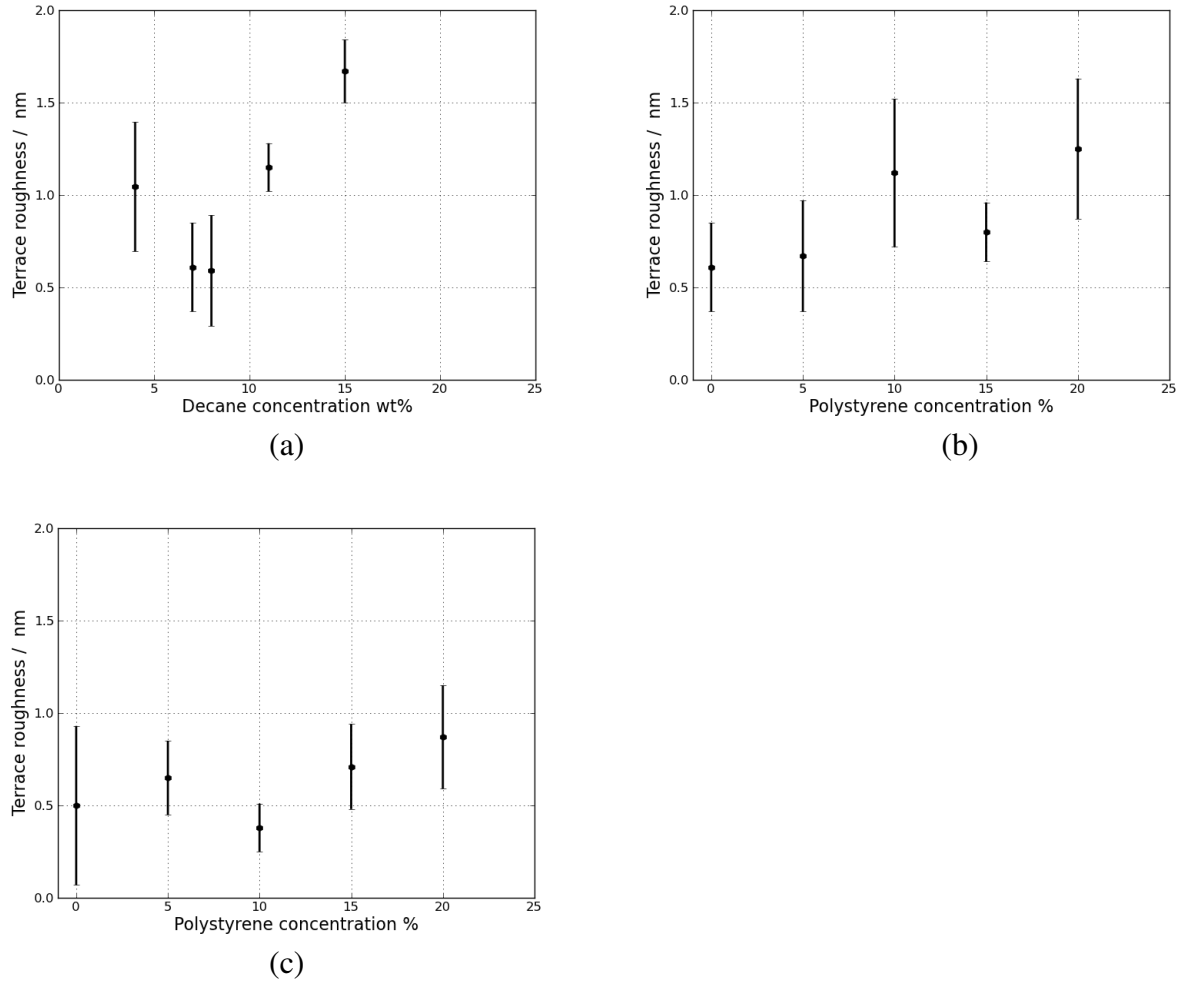 2.0
1.5
1.0
0.5
0.0
Terrace roughness / nm
0 5 10 15 20 25
Decane concentration wt%
(a)
2.0
1.5
1.0
0.5
0.0
Terrace roughness / nm
0 5 10 15 20 25
Polystyrene concentration %
(b)
2.0
1.5
1.0
0.5
0.0
Terrace roughness / nm
0 5 10 15 20 25
Polystyrene concentration %
(c)